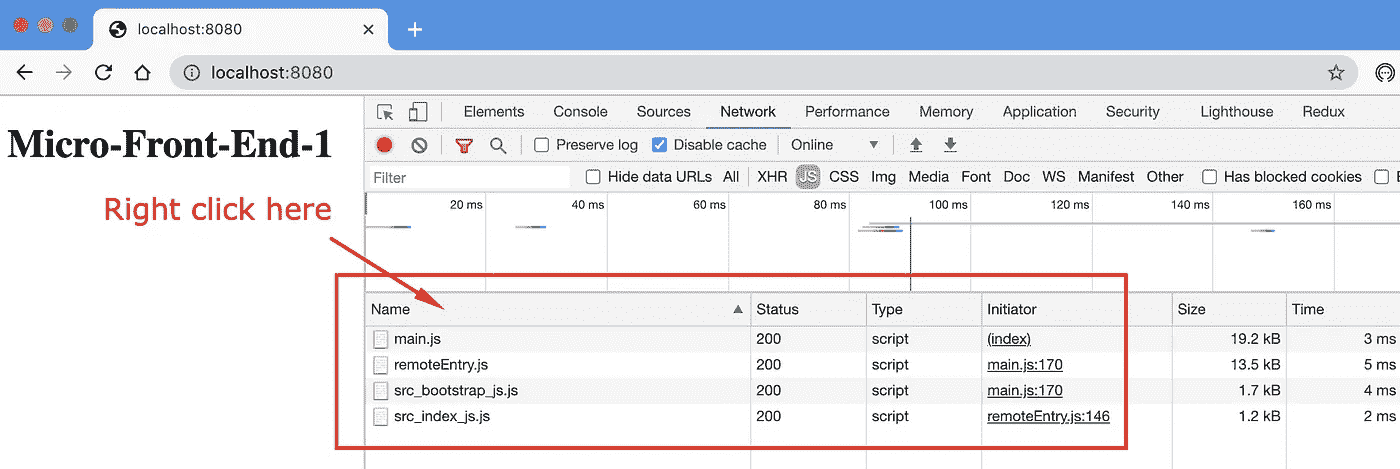 localhost:8080
localhost:8080
Elements Console Sources Network Performance Memory Application Security Lighthouse Redux
Micro-Front-End-1
Preserve log Disable cache Online
Filter Hide data URLs All XHR JS CSS Img Media Font Doc WS Manifest Other Has blocked cookies
Right click here
20 ms 40 ms 60 ms 80 ms 100 ms 120 ms 140 ms 160 ms
Name Status Type Initiator Size Time
main.js 200 script (index) 19.2 kB 3 ms
remoteEntry.js 200 script main.js:170 13.5 kB 5 ms
src_bootstrap_js.js 200 script main.js:170 1.7 kB 4 ms
src_index_js.js 200 script remoteEntry.js:146 1.2 kB 2 ms